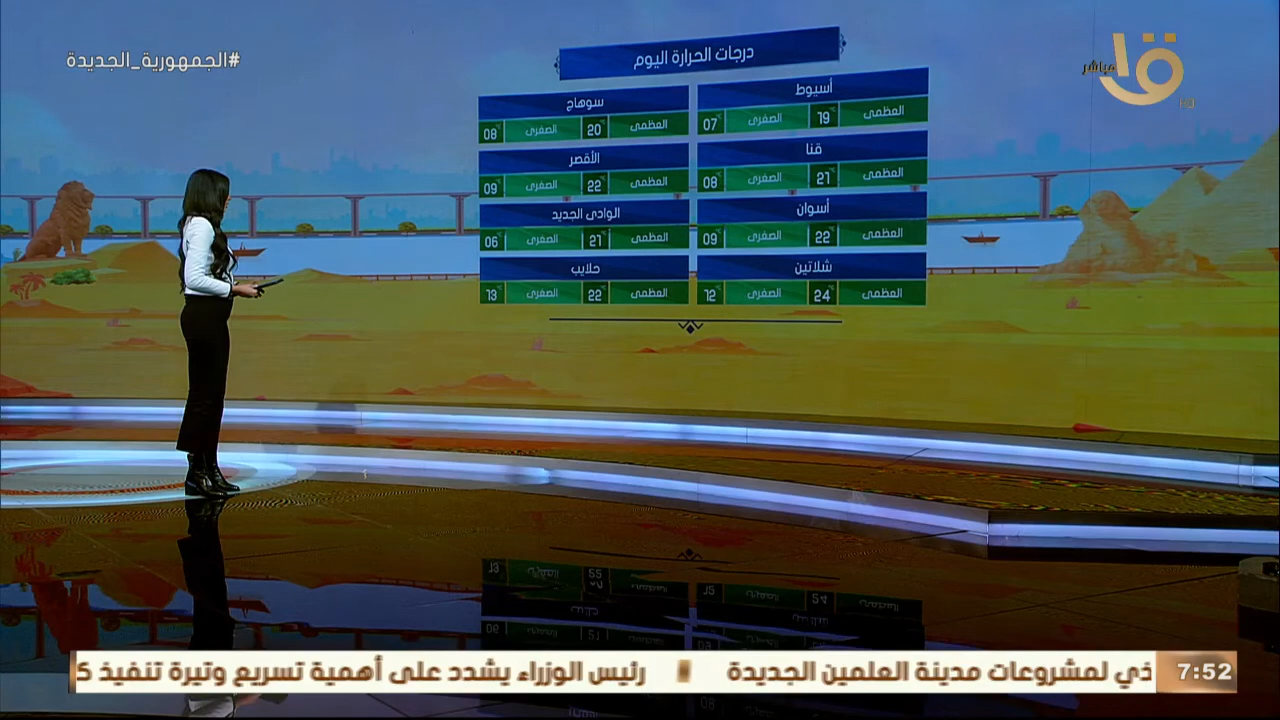 #الجمهورية_الجديدة
مباشر
HD
درجات الحرارة اليوم
أسيوط
العظمى 19 الصغرى 07
سوهاج
العظمى 20 الصغرى 08
قنا
العظمى 21 الصغرى 08
الأقصر
العظمى 22 الصغرى 09
أسوان
العظمى 22 الصغرى 09
الوادى الجديد
العظمى 21 الصغرى 06
شلاتين
العظمى 24 الصغرى 12
حلايب
العظمى 22 الصغرى 13
7:52
لمشروعات مدينة العلمين الجديدة رئيس الوزراء يشدد على أهمية تسريع وتيرة تنفيذ